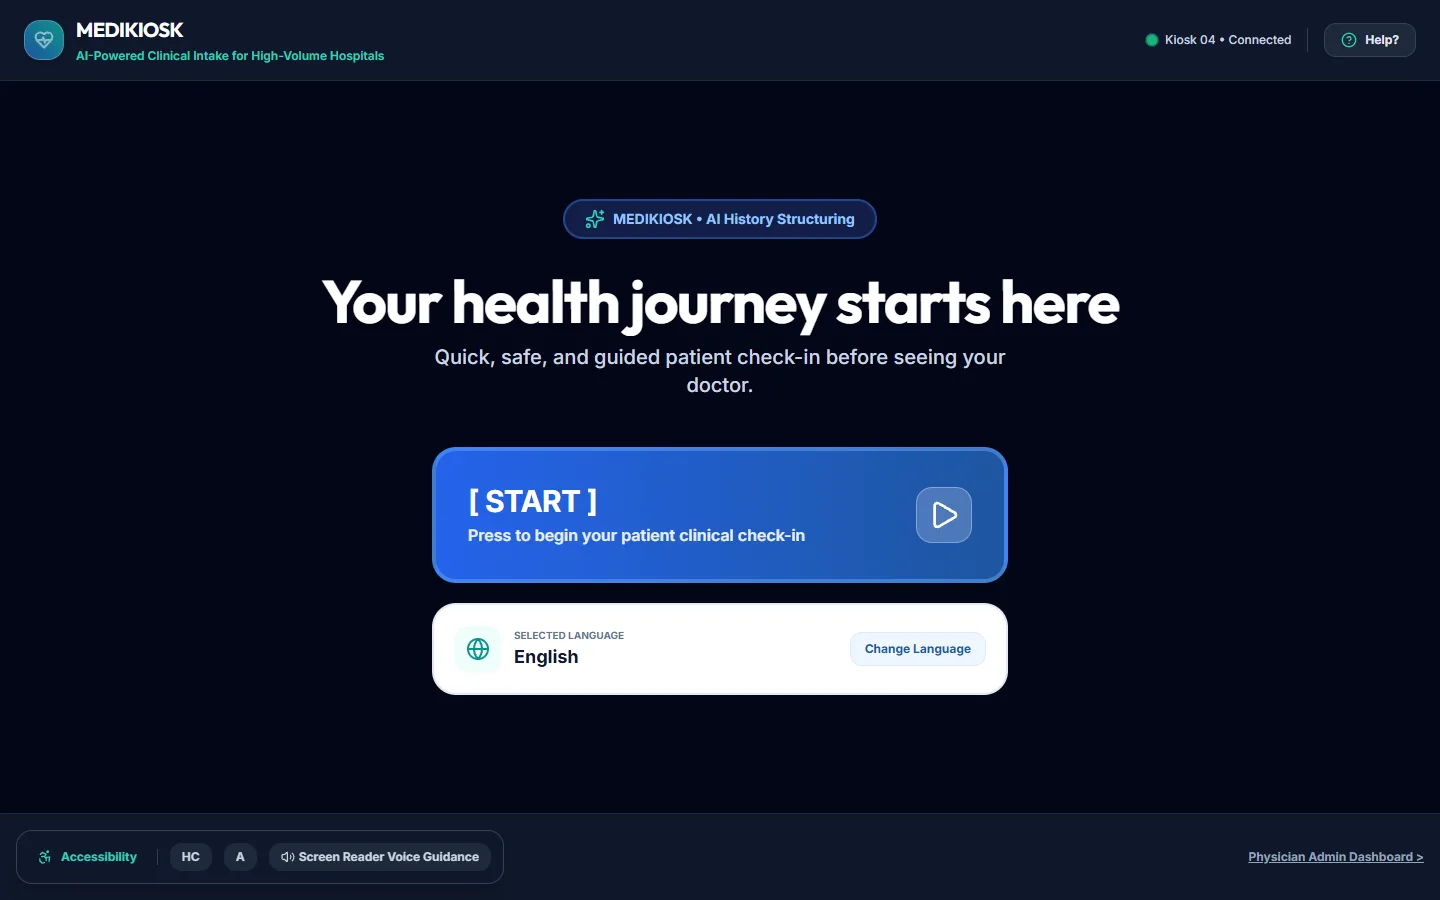 MEDIKIOSK
AI-Powered Clinical Intake for High-Volume Hospitals
Kiosk 04 • Connected
Help?
MEDIKIOSK • AI History Structuring
Your health journey starts here
Quick, safe, and guided patient check-in before seeing your
doctor.
[ START ]
Press to begin your patient clinical check-in
SELECTED LANGUAGE
English
Change Language
Accessibility
HC
A
Screen Reader Voice Guidance
Physician Admin Dashboard >